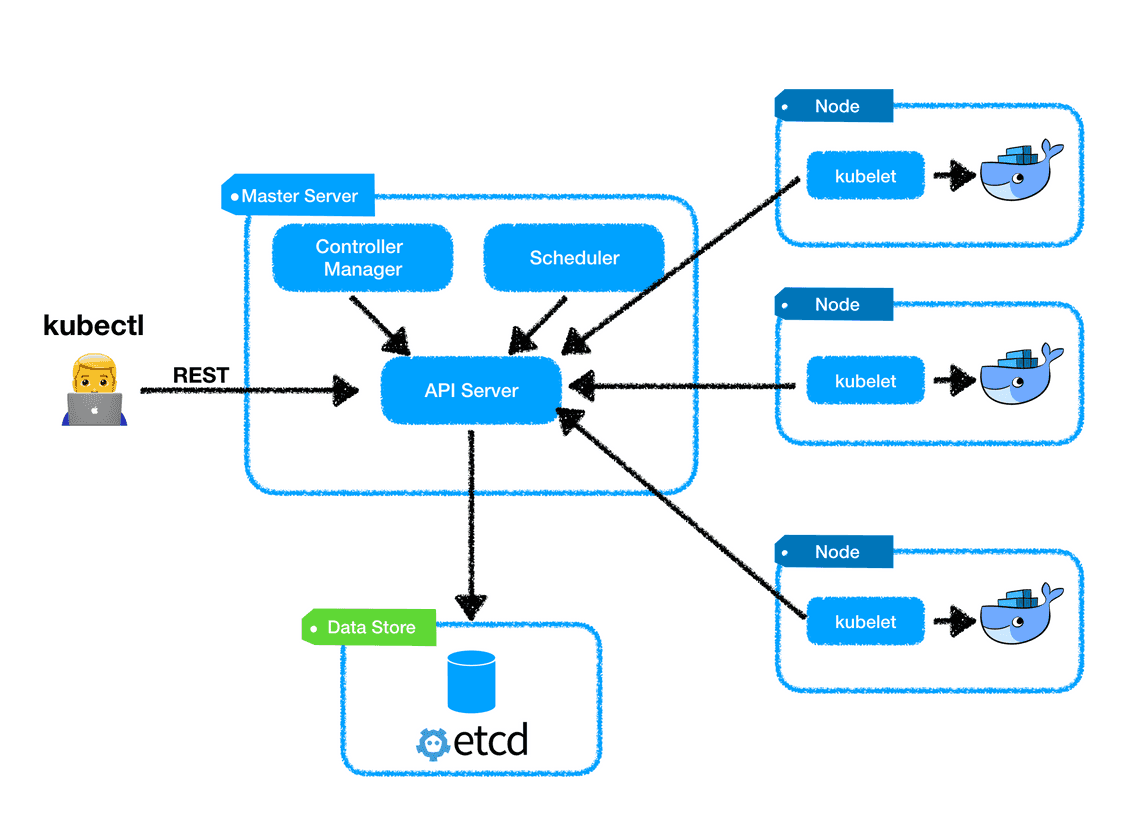 Node
kubelet
Master Server
Controller
Manager
Scheduler
Node
kubectl
REST
API Server
kubelet
Node
kubelet
Data Store
etcd